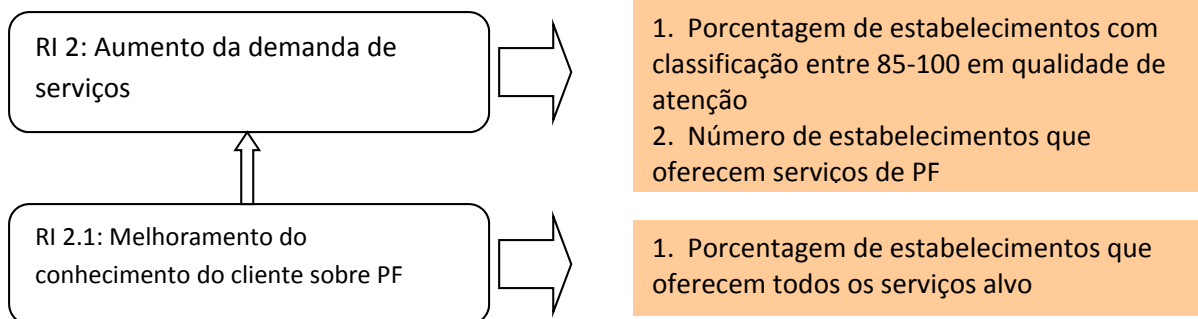 RI 2: Aumento da demanda de
serviços
1. Porcentagem de estabelecimentos com
classificação entre 85-100 em qualidade de
atenção
2. Número de estabelecimentos que
oferecem serviços de PF
RI 2.1: Melhoramento do
conhecimento do cliente sobre PF
1. Porcentagem de estabelecimentos que
oferecem todos os serviços alvo